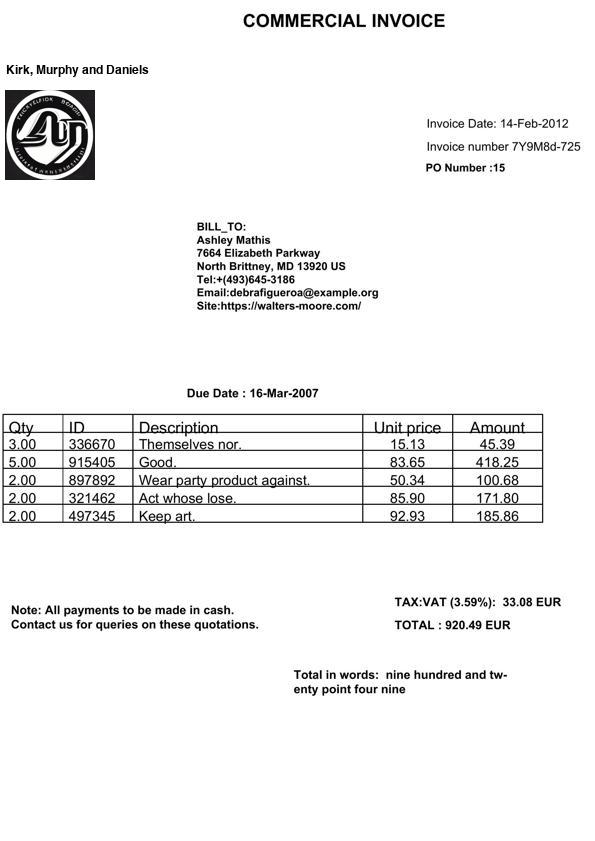 COMMERCIAL INVOICE
Kirk, Murphy and Daniels
Invoice Date: 14-Feb-2012
Invoice number 7Y9M8d-725
PO Number :15
BILL_TO:
Ashley Mathis
7664 Elizabeth Parkway
North Brittney, MD 13920 US
Tel:+(493)645-3186
Email:debrafigueroa@example.org
Site:https://walters-moore.com/
Due Date : 16-Mar-2007
Qty ID Description Unit price Amount
3.00 336670 Themselves nor. 15.13 45.39
5.00 915405 Good. 83.65 418.25
2.00 897892 Wear party product against. 50.34 100.68
2.00 321462 Act whose lose. 85.90 171.80
2.00 497345 Keep art. 92.93 185.86
TAX:VAT (3.59%): 33.08 EUR
Note: All payments to be made in cash.
Contact us for queries on these quotations.
TOTAL : 920.49 EUR
Total in words: nine hundred and tw-
enty point four nine